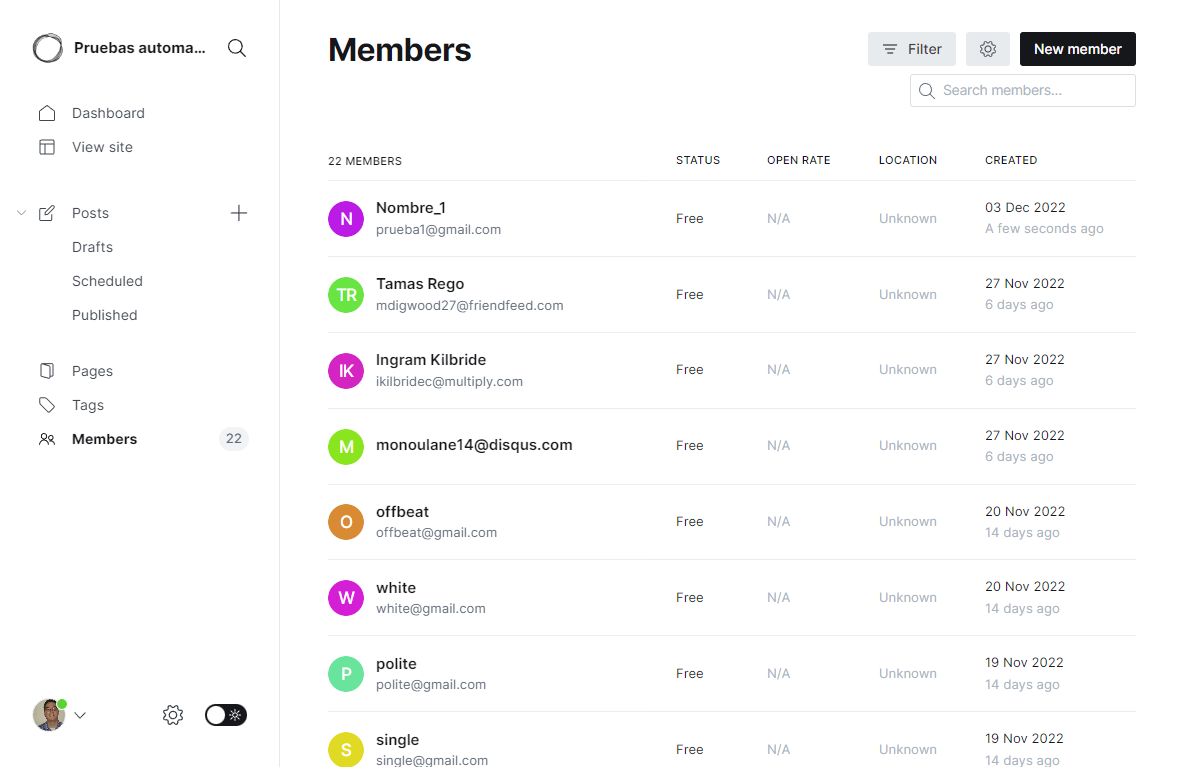 Pruebas automa...
Dashboard
View site
Posts
Drafts
Scheduled
Published
Pages
Tags
Members 22
Members
Filter
New member
Search members...
22 MEMBERS STATUS OPEN RATE LOCATION CREATED
N Nombre_1 Free N/A Unknown 03 Dec 2022
prueba1@gmail.com A few seconds ago
TR Tamas Rego Free N/A Unknown 27 Nov 2022
mdigwood27@friendfeed.com 6 days ago
IK Ingram Kilbride Free N/A Unknown 27 Nov 2022
ikilbridec@multiply.com 6 days ago
M monoulane14@disqus.com Free N/A Unknown 27 Nov 2022
6 days ago
O offbeat Free N/A Unknown 20 Nov 2022
offbeat@gmail.com 14 days ago
W white Free N/A Unknown 20 Nov 2022
white@gmail.com 14 days ago
P polite Free N/A Unknown 19 Nov 2022
polite@gmail.com 14 days ago
S single Free N/A Unknown 19 Nov 2022
single@gmail.com 14 days ago